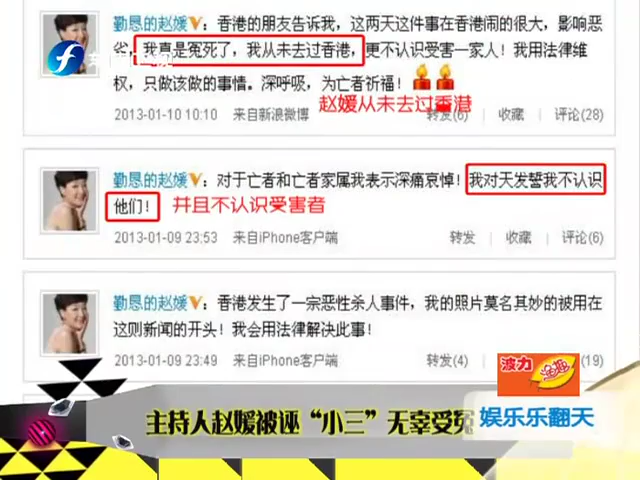 勤恳的赵媛V：香港的朋友告诉我，这两天这件事在香港闹的很大，影响恶
劣，我真是冤死了，我从未去过香港，更不认识受害一家人！我用法律维
权，只做该做的事情。深呼吸，为亡者祈福！
赵媛从未去过香港
2013-01-10 10:10 来自新浪微博 转发(6) 收藏 评论(28)
勤恳的赵媛V：对于亡者和亡者家属我表示深痛哀悼！我对天发誓我不认识
他们！
并且不认识受害者
2013-01-09 23:53 来自iPhone客户端 转发 收藏 评论(6)
勤恳的赵媛V：香港发生了一宗恶性杀人事件，我的照片莫名其妙的被用在
这则新闻的开头！我会用法律解决此事！
2013-01-09 23:49 来自iPhone客户端 转发(4) (19)
波力
海趣
主持人赵媛被诬“小三”无辜受冤
娱乐乐翻天